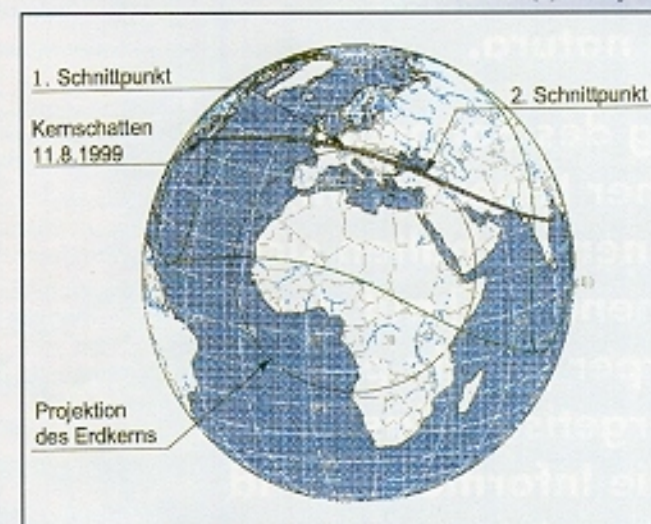 1. Schnittpunkt
2. Schnittpunkt
Kernschatten
11.8.1999
Projektion
des Erdkerns